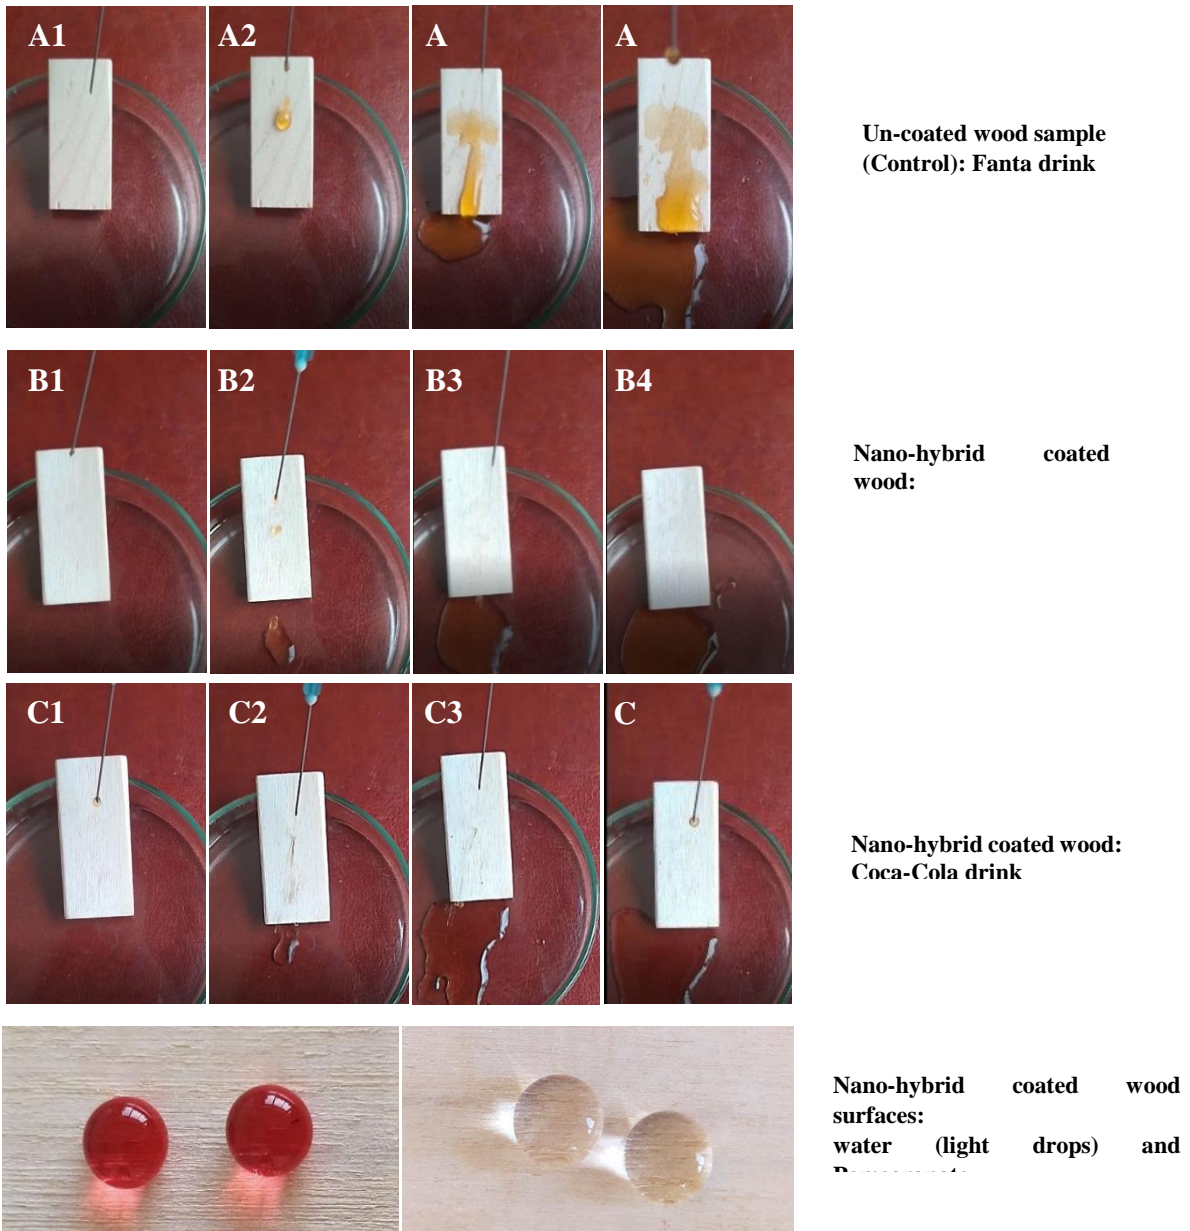 A1 A2 A A
Un-coated wood sample
(Control): Fanta drink
B1 B2 B3 B4
Nano-hybrid coated
wood:
C1 C2 C3 C
Nano-hybrid coated wood:
Coca-Cola drink
Nano-hybrid coated wood
surfaces:
water (light drops) and